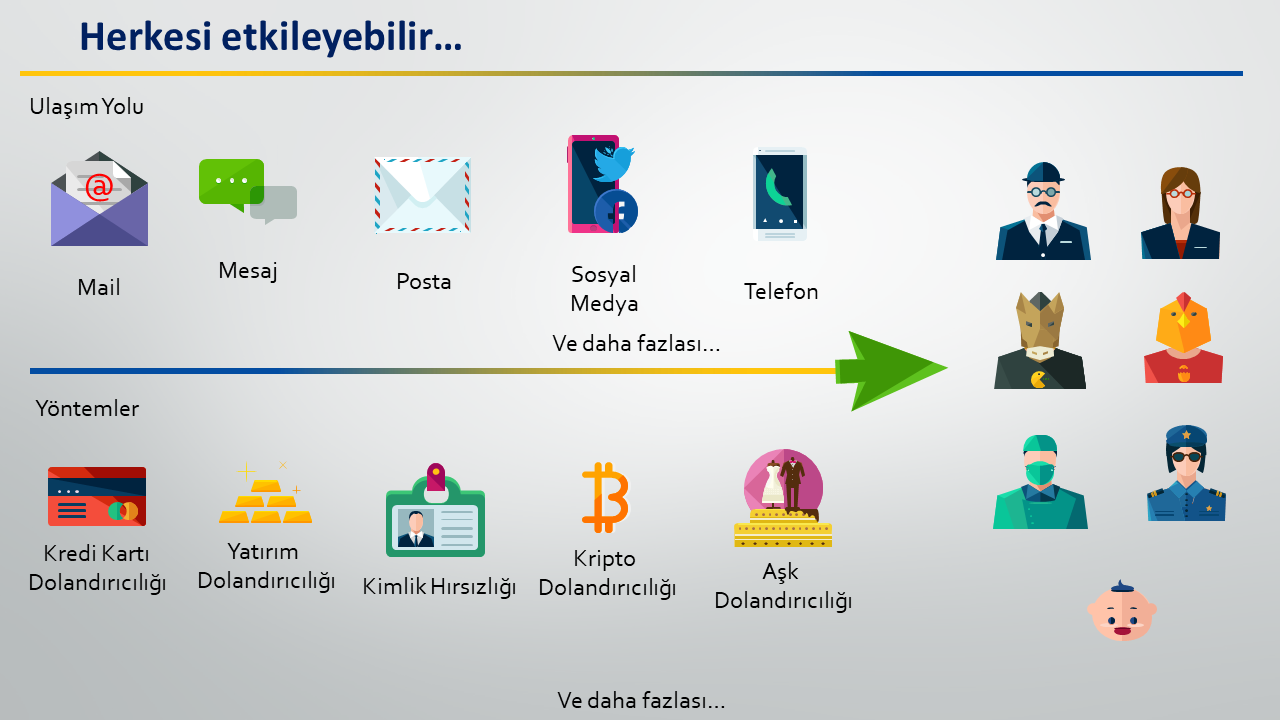 Herkesi etkileyebilir...
Ulaşım Yolu
@
Mail
Mesaj
Posta
f
Sosyal
Medya
Telefon
Ve daha fazlası...
Yöntemler
Kredi Kartı
Dolandırıcılığı
Yatırım
Dolandırıcılığı
Kimlik Hırsızlığı
Kripto
Dolandırıcılığı
Aşk
Dolandırıcılığı
Ve daha fazlası...